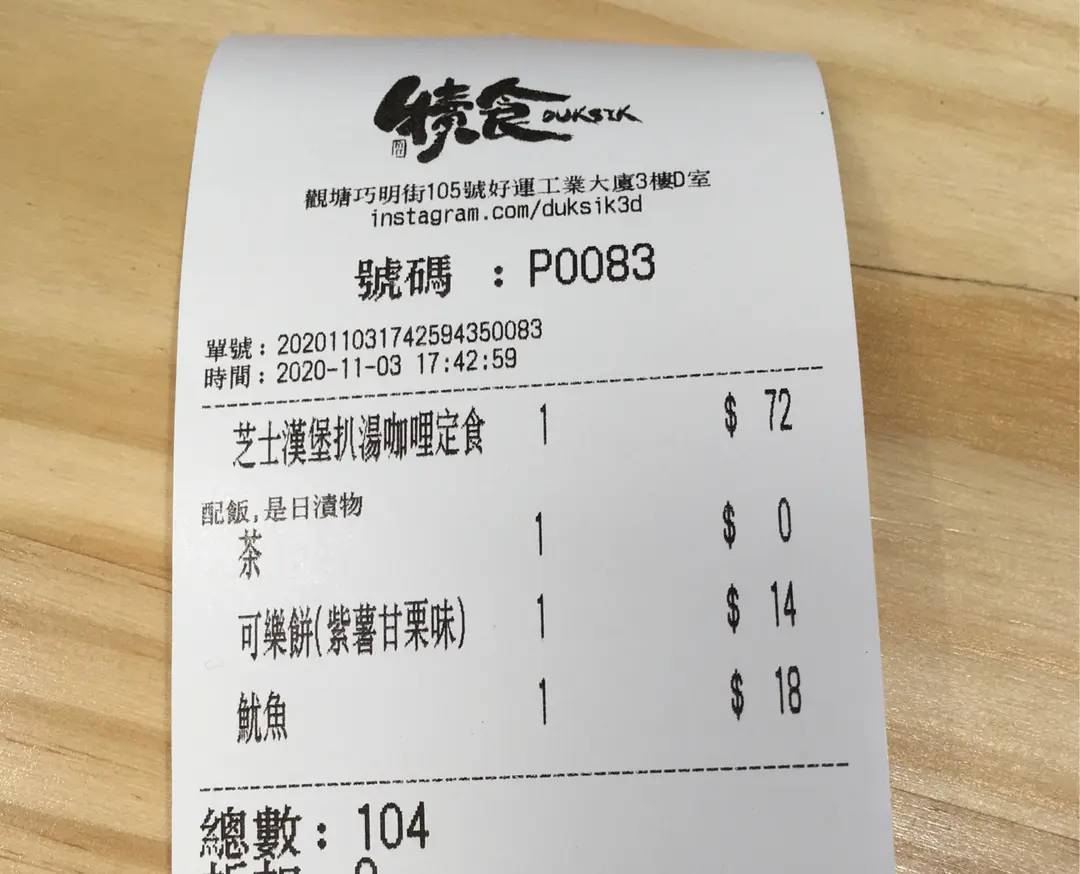 積食 DUKSIK
觀塘巧明街105號好運工業大廈3樓D室
instagram.com/duksik3d
號碼 : P0083
單號: 202011031742594350083
時間: 2020-11-03 17:42:59
芝士漢堡扒湯咖哩定食 1 $ 72
配飯,是日漬物
茶 1 $ 0
可樂餅(紫薯甘栗味) 1 $ 14
魷魚 1 $ 18
總數: 104